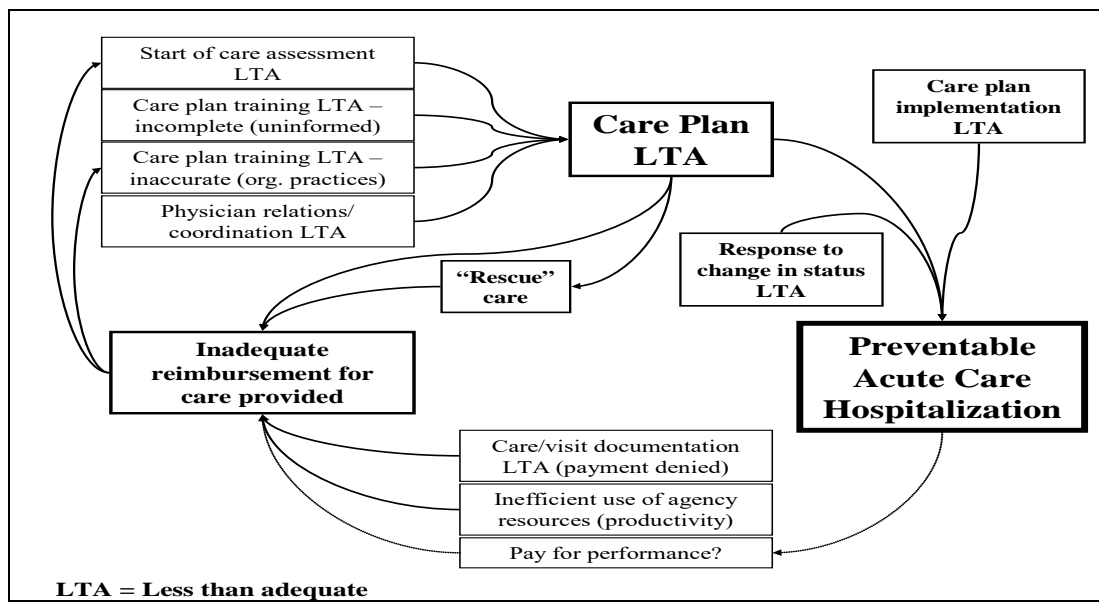 Start of care assessment
LTA
Care plan training LTA –
incomplete (uninformed)
Care plan training LTA –
inaccurate (org. practices)
Physician relations/
coordination LTA
Care Plan
LTA
Care plan
implementation
LTA
Response to
change in status
LTA
“Rescue”
care
Inadequate
reimbursement for
care provided
Preventable
Acute Care
Hospitalization
Care/visit documentation
LTA (payment denied)
Inefficient use of agency
resources (productivity)
Pay for performance?
LTA = Less than adequate